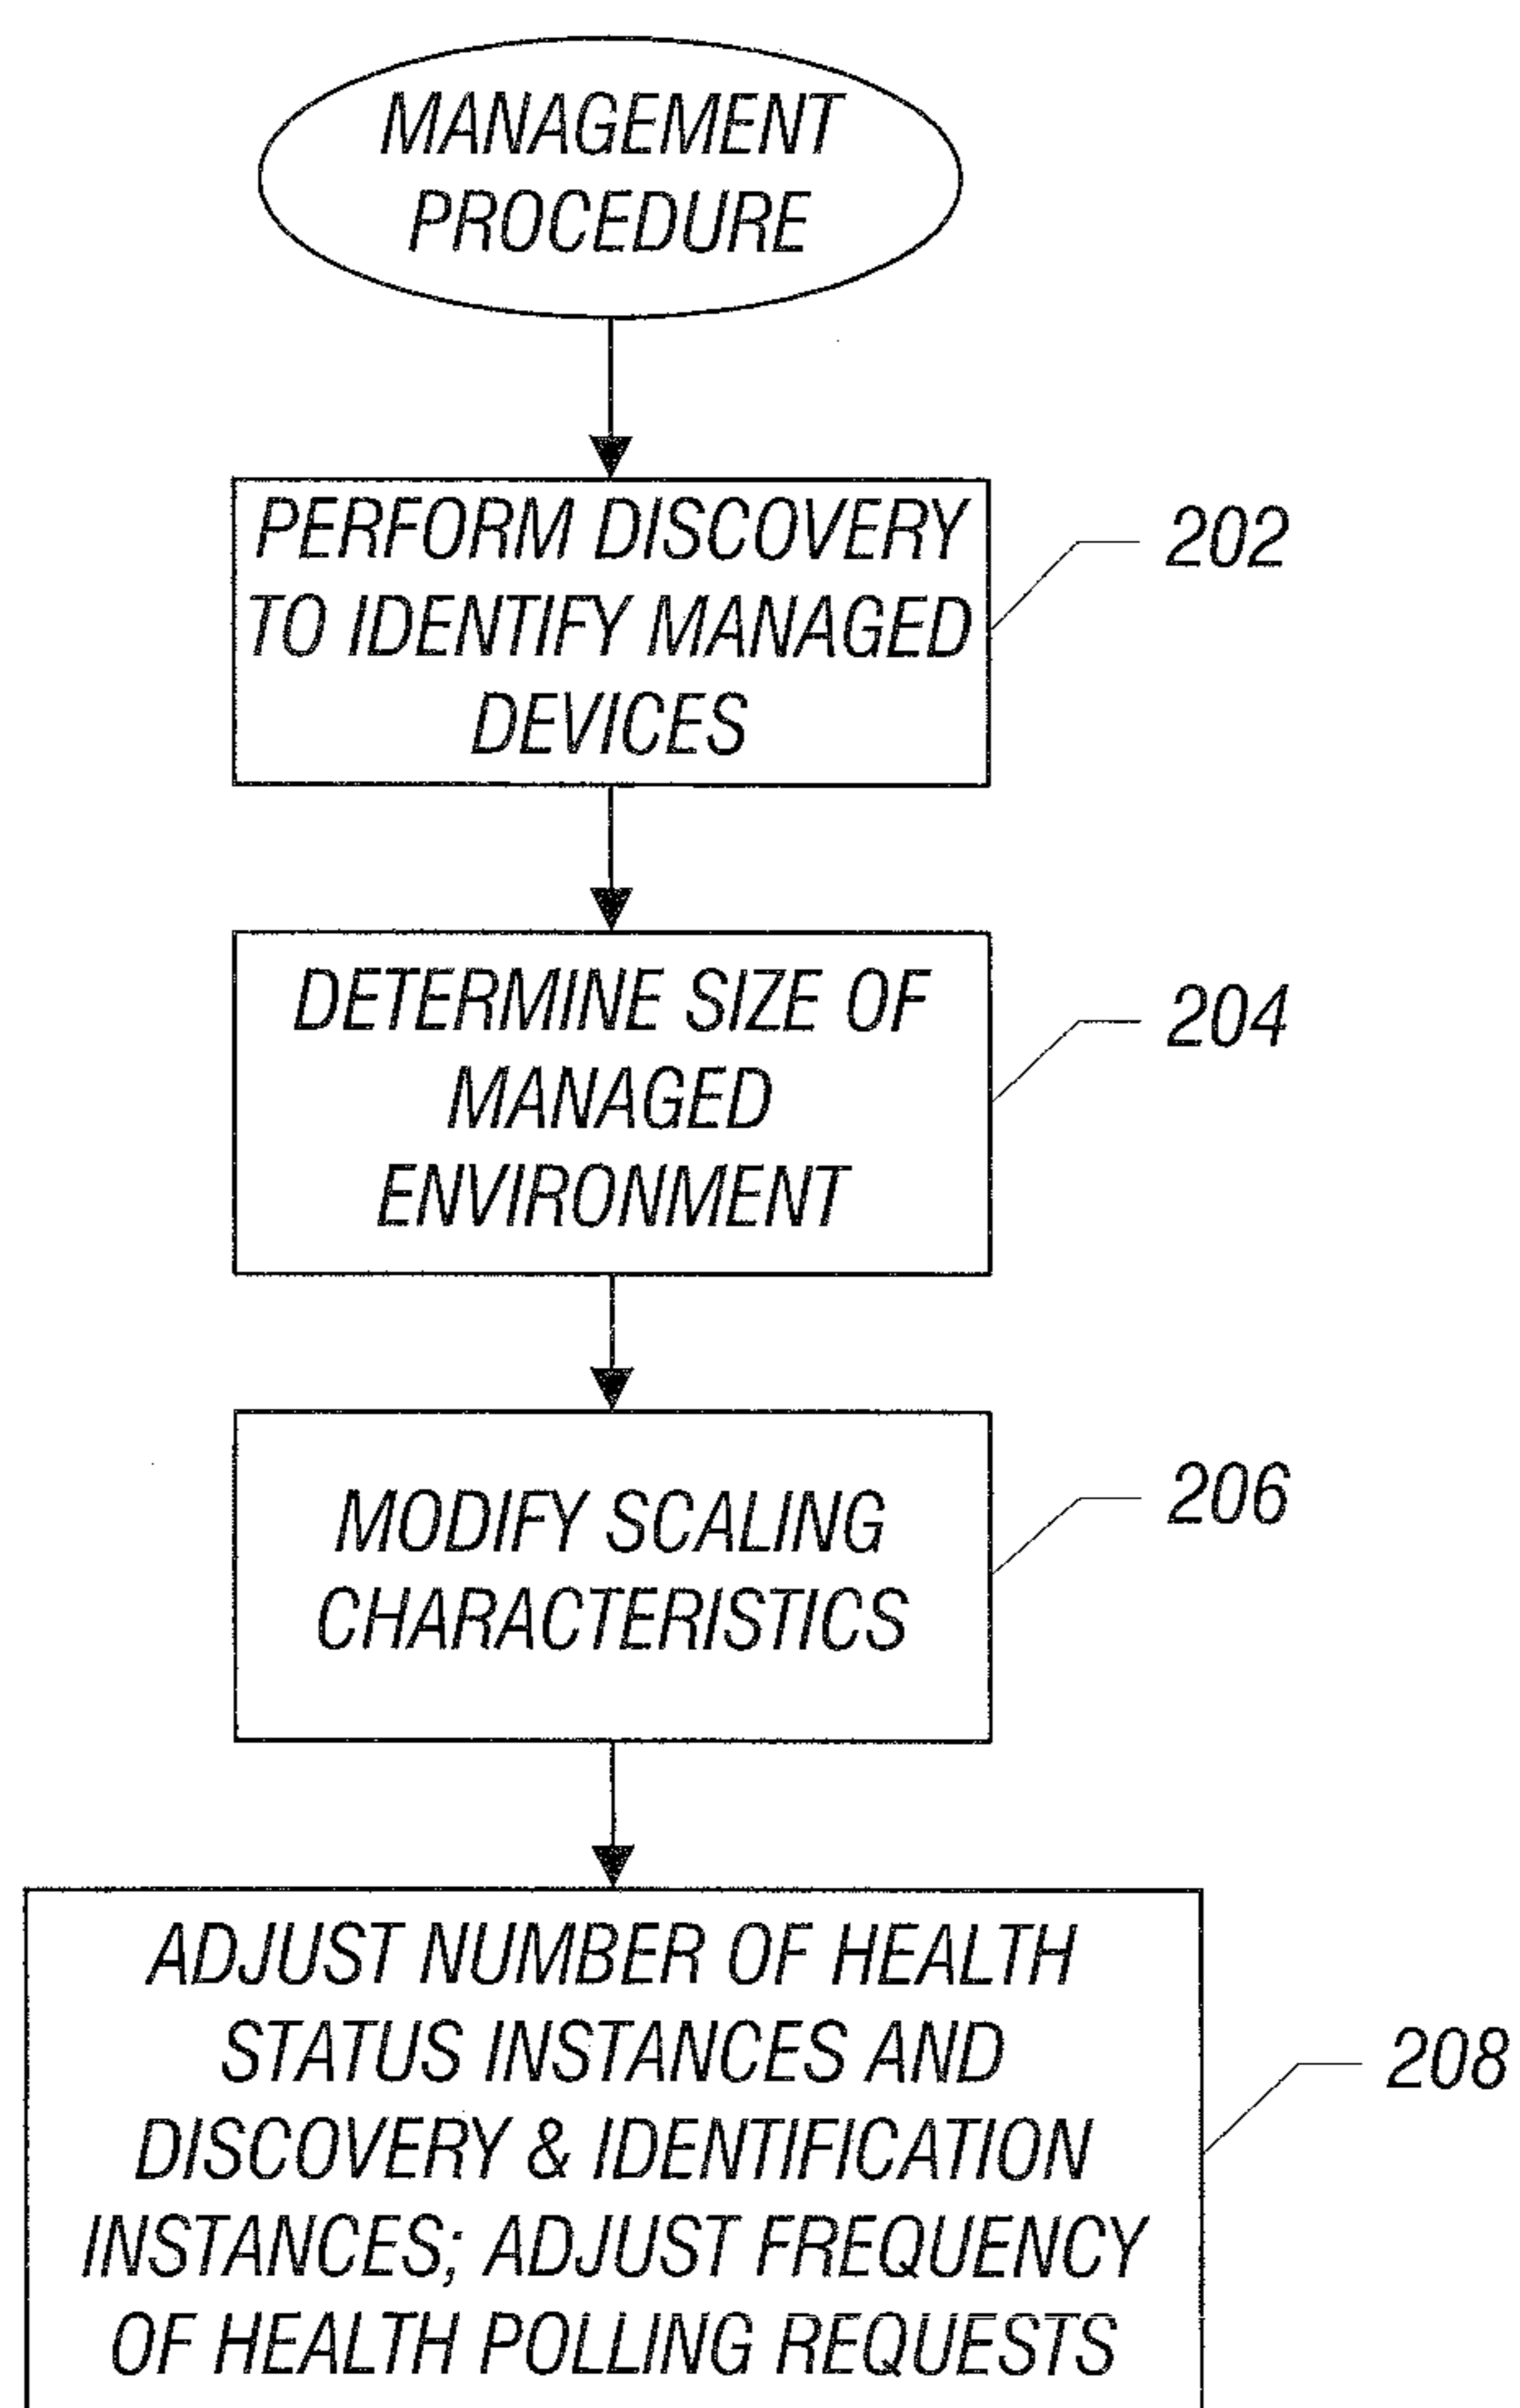 MANAGEMENT
PROCEDURE
PERFORM DISCOVERY
TO IDENTIFY MANAGED
DEVICES
202
DETERMINE SIZE OF
MANAGED
ENVIRONMENT
204
MODIFY SCALING
CHARACTERISTICS
206
ADJUST NUMBER OF HEALTH
STATUS INSTANCES AND
DISCOVERY & IDENTIFICATION
INSTANCES; ADJUST FREQUENCY
OF HEALTH POLLING REQUESTS
208